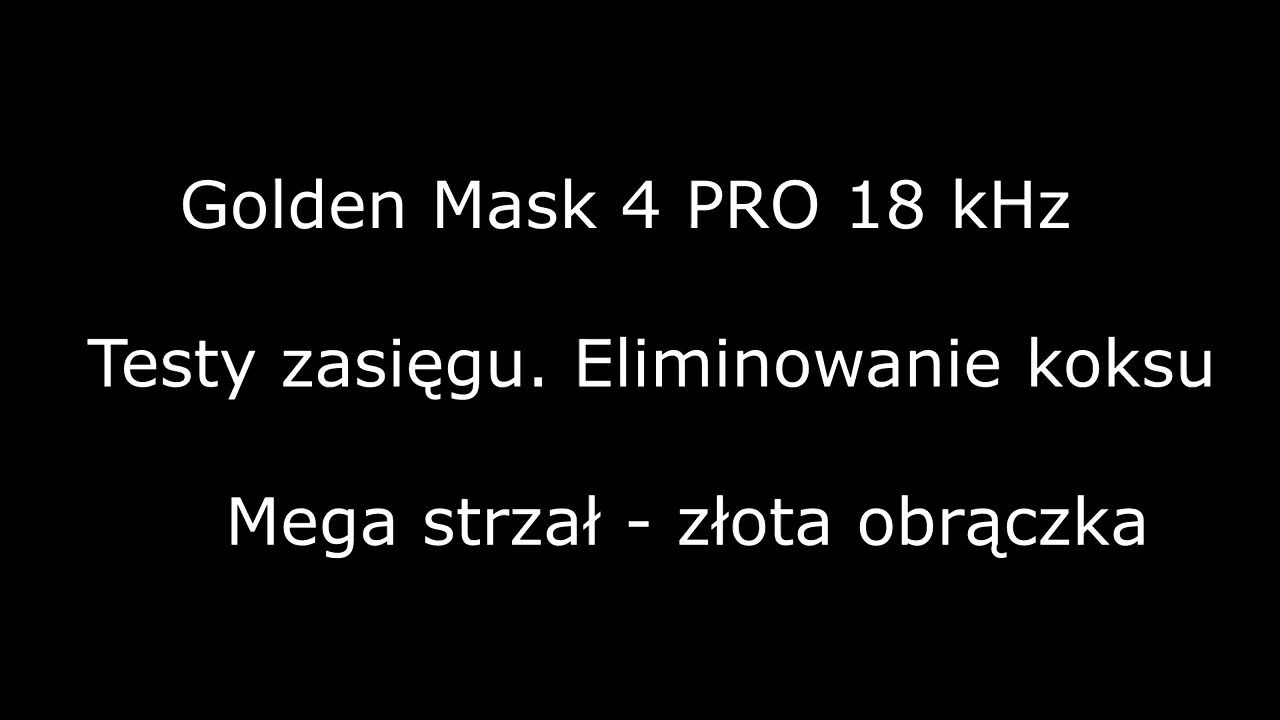 Golden Mask 4 PRO 18 kHz
Testy zasięgu. Eliminowanie koksu
Mega strzał - złota obrączka